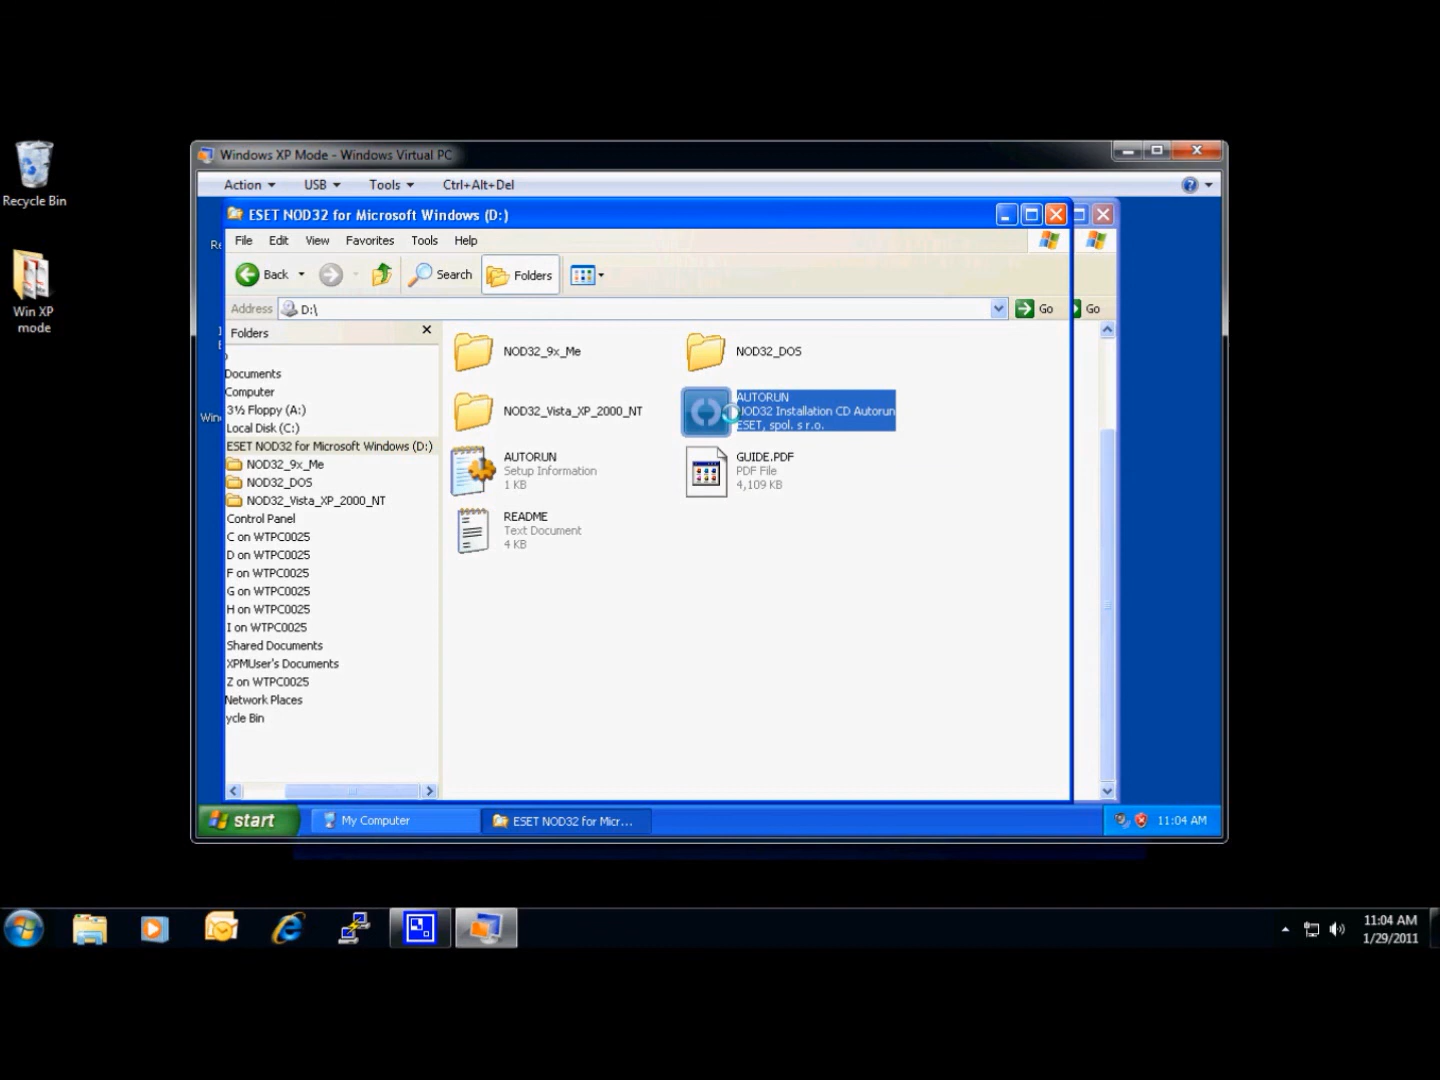 Recycle Bin
Win XP
mode
Windows XP Mode - Windows Virtual PC
Action
USB
Tools
Ctrl+Alt+Del
ESET NOD32 for Microsoft Windows (D:)
File
Edit
View
Favorites
Tools
Help
Back
Search
Folders
Address
D:\
Go
Go
Folders
Documents
Computer
3½ Floppy (A:)
Local Disk (C:)
ESET NOD32 for Microsoft Windows (D:)
NOD32_9x_Me
NOD32_DOS
NOD32_Vista_XP_2000_NT
Control Panel
C on WTPC0025
D on WTPC0025
F on WTPC0025
G on WTPC0025
H on WTPC0025
I on WTPC0025
Shared Documents
XPMUser's Documents
Z on WTPC0025
Network Places
ycle Bin
NOD32_9x_Me
NOD32_DOS
NOD32_Vista_XP_2000_NT
AUTORUN
NOD32 Installation CD Autorun
ESET, spol. s r.o.
AUTORUN
Setup Information
1 KB
GUIDE.PDF
PDF File
4,109 KB
README
Text Document
4 KB
start
My Computer
ESET NOD32 for Micr...
11:04 AM
11:04 AM
1/29/2011